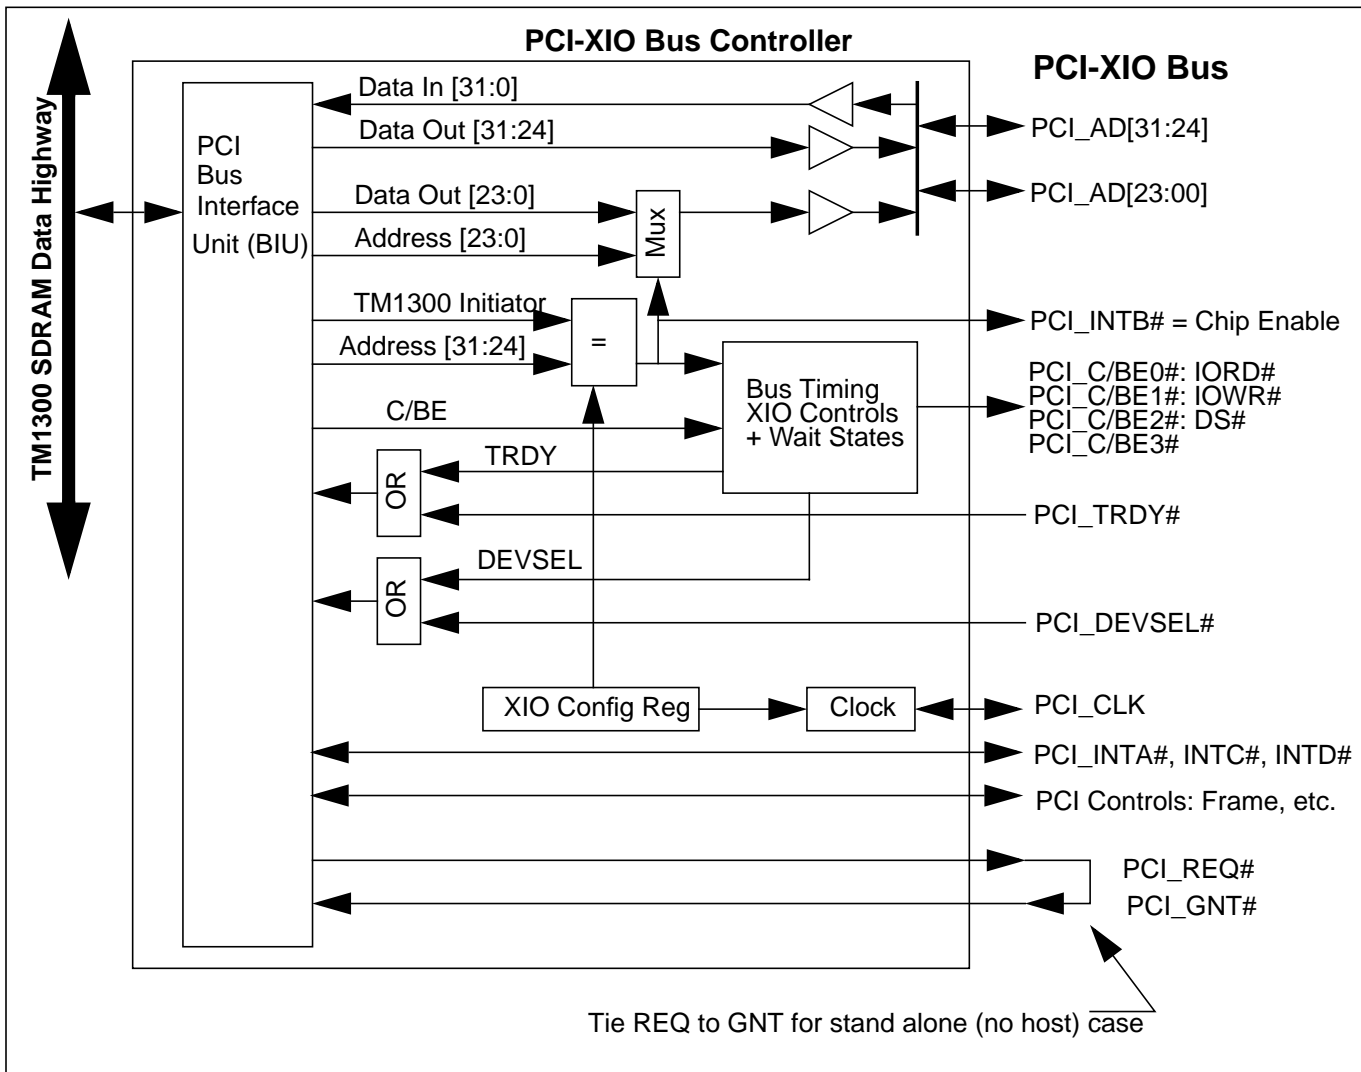 PCI-XIO Bus Controller
PCI-XIO Bus
TM1300 SDRAM Data Highway
PCI
Bus
Interface
Unit (BIU)
Data In [31:0]
Data Out [31:24]
Data Out [23:0]
Address [23:0]
Mux
TM1300 Initiator
Address [31:24]
=
C/BE
TRDY
OR
DEVSEL
OR
Bus Timing
XIO Controls
+ Wait States
XIO Config Reg
Clock
PCI_AD[31:24]
PCI_AD[23:00]
PCI_INTB# = Chip Enable
PCI_C/BE0#: IORD#
PCI_C/BE1#: IOWR#
PCI_C/BE2#: DS#
PCI_C/BE3#
PCI_TRDY#
PCI_DEVSEL#
PCI_CLK
PCI_INTA#, INTC#, INTD#
PCI Controls: Frame, etc.
PCI_REQ#
PCI_GNT#
Tie REQ to GNT for stand alone (no host) case